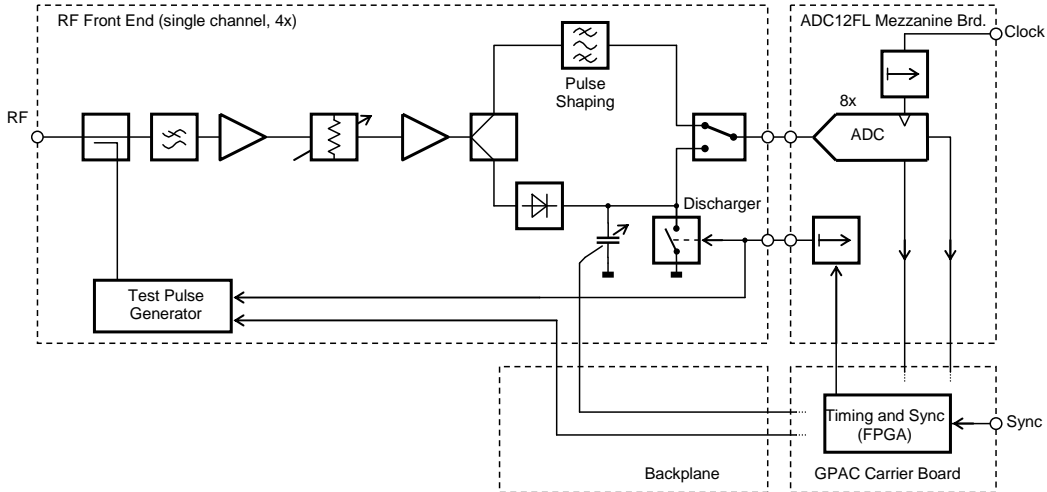 RF Front End (single channel, 4x)
ADC12FL Mezzanine Brd.
Clock
Pulse
Shaping
8x
RF
ADC
Discharger
Test Pulse
Generator
Timing and Sync
(FPGA)
Sync
Backplane
GPAC Carrier Board